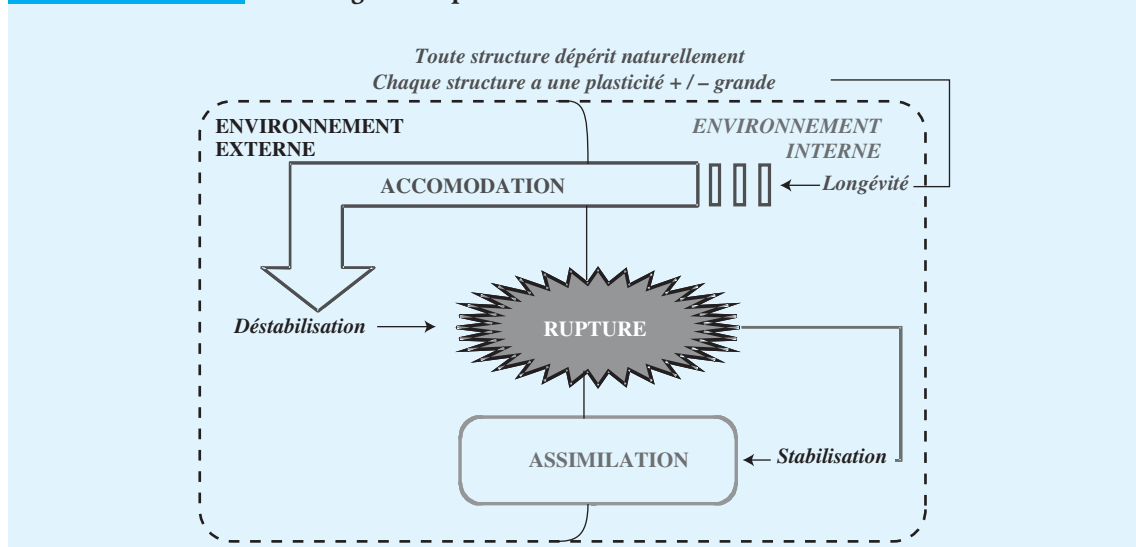 Toute structure dépérit naturellement
Chaque structure a une plasticité + / – grande
ENVIRONNEMENT
EXTERNE
ENVIRONNEMENT
INTERNE
ACCOMODATION
Longévité
Déstabilisation
RUPTURE
ASSIMILATION
Stabilisation